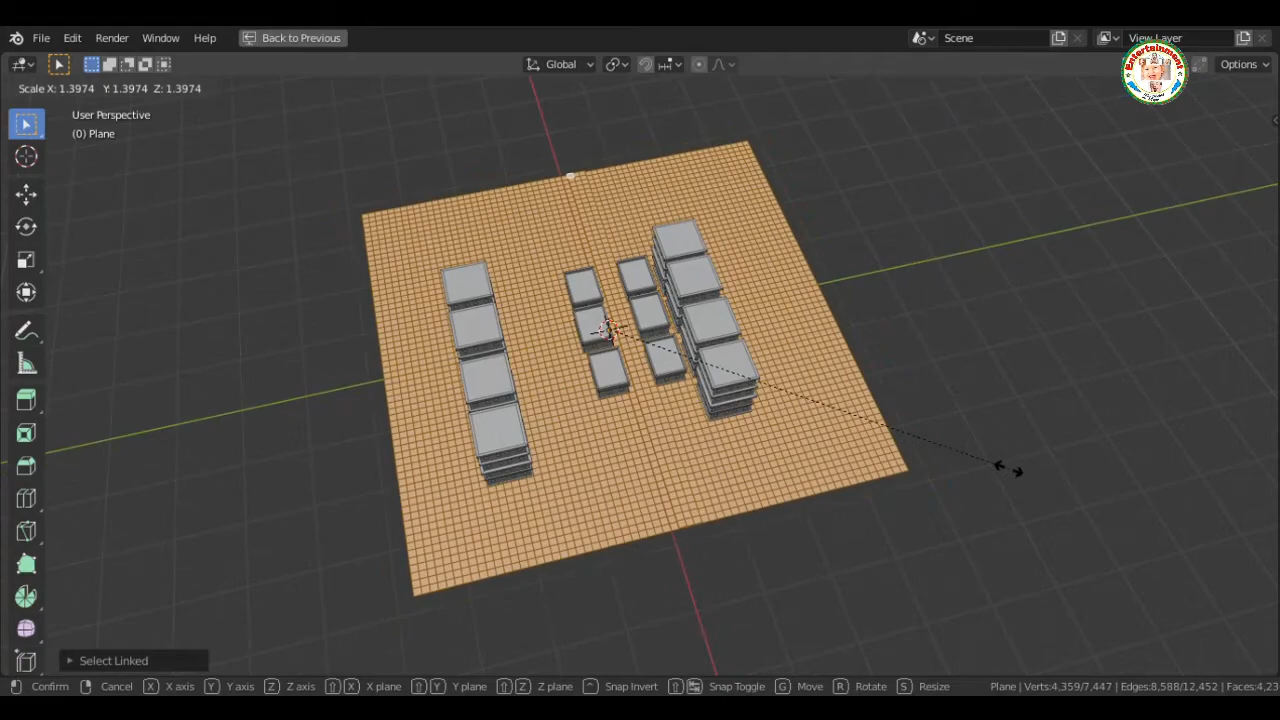 File Edit Render Window Help Back to Previous Scene View Layer
Global Options
Scale X: 1.3974 Y: 1.3974 Z: 1.3974
User Perspective
(0) Plane
Entertainment
Select Linked
Confirm Cancel X X axis Y Y axis Z Z axis X X plane Y Y plane Z Z plane Snap Invert Snap Toggle G Move R Rotate S Resize Plane | Verts:4,359/7,447 | Edges:8,588/12,452 | Faces:4,23